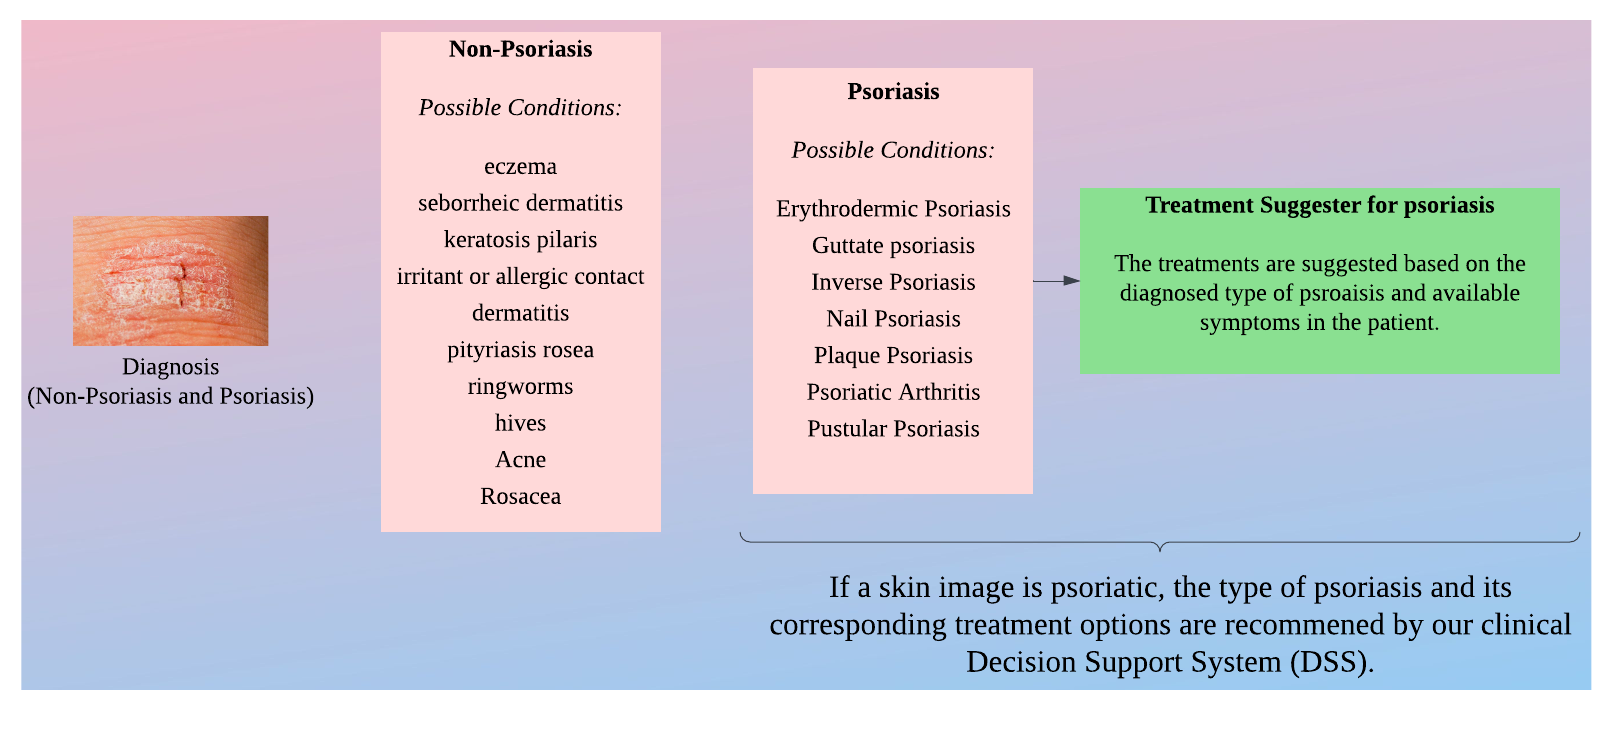 Non-Psoriasis
Possible Conditions:
eczema
seborrheic dermatitis
keratosis pilaris
irritant or allergic contact
dermatitis
pityriasis rosea
ringworms
hives
Acne
Rosacea
Psoriasis
Possible Conditions:
Erythrodermic Psoriasis
Guttate psoriasis
Inverse Psoriasis
Nail Psoriasis
Plaque Psoriasis
Psoriatic Arthritis
Pustular Psoriasis
Treatment Suggester for psoriasis
The treatments are suggested based on the
diagnosed type of psroaisis and available
symptoms in the patient.
Diagnosis
(Non-Psoriasis and Psoriasis)
If a skin image is psoriatic, the type of psoriasis and its
corresponding treatment options are recommened by our clinical
Decision Support System (DSS).